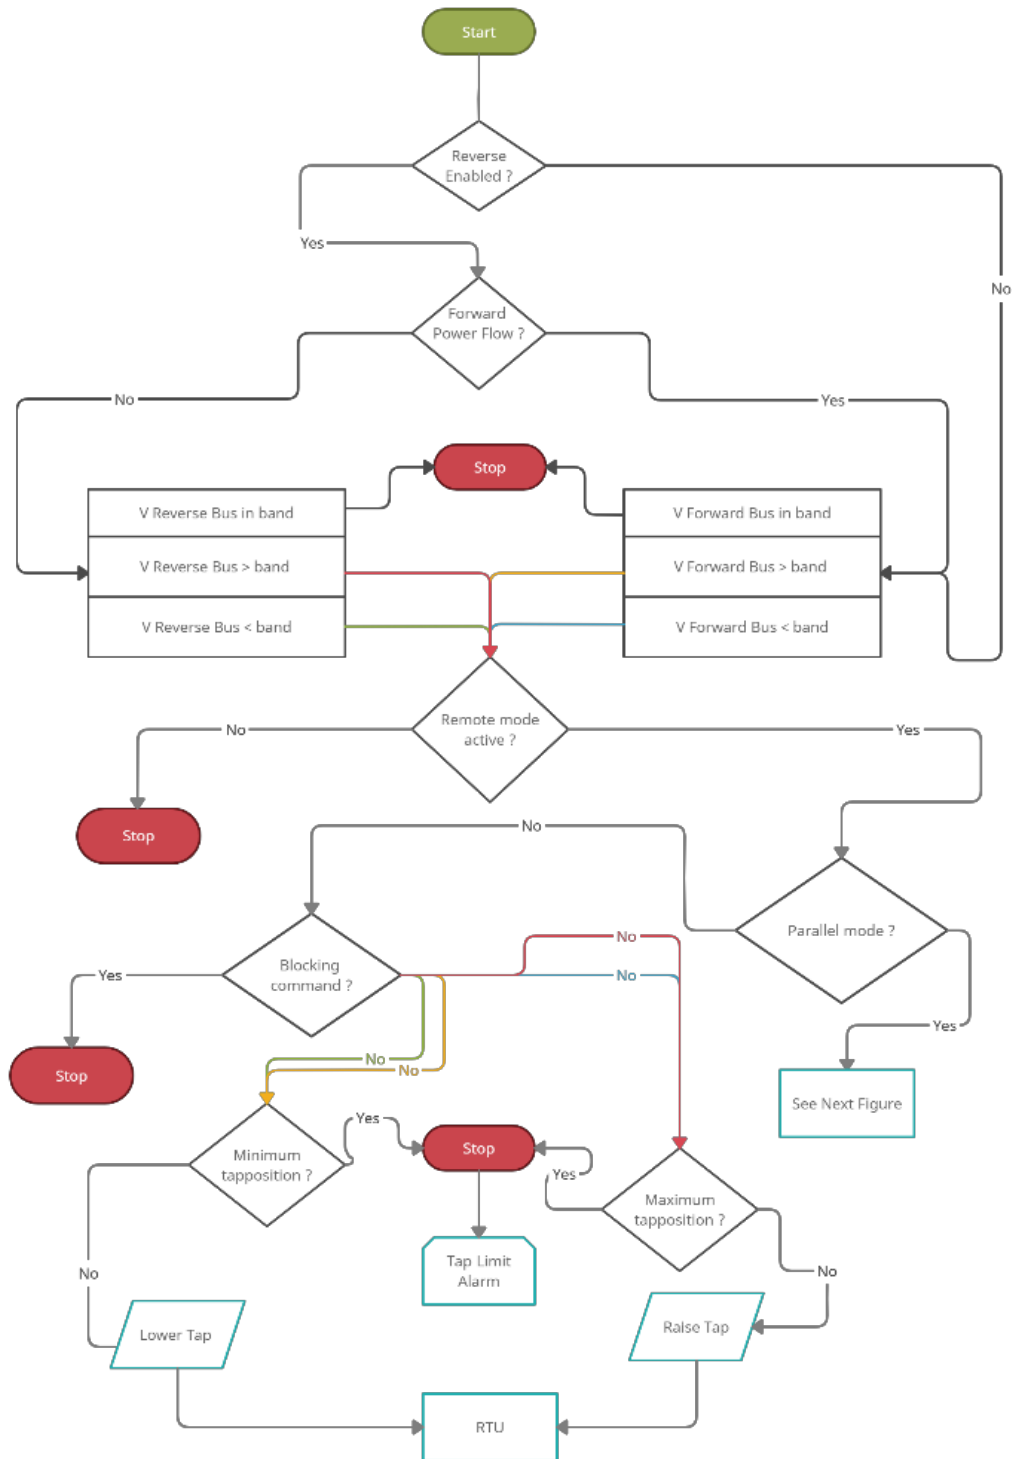 Start
Reverse
Enabled ?
Yes
No
Forward
Power Flow ?
No
Yes
Stop
V Reverse Bus in band
V Forward Bus in band
V Reverse Bus > band
V Forward Bus > band
V Reverse Bus < band
V Forward Bus < band
Remote mode
active ?
No
Yes
Stop
No
Parallel mode ?
Blocking
command ?
No
No
Yes
Yes
Stop
No
No
See Next Figure
Yes
Stop
Yes
Minimum
tapposition ?
Maximum
tapposition ?
Tap Limit
Alarm
No
No
Lower Tap
Raise Tap
RTU